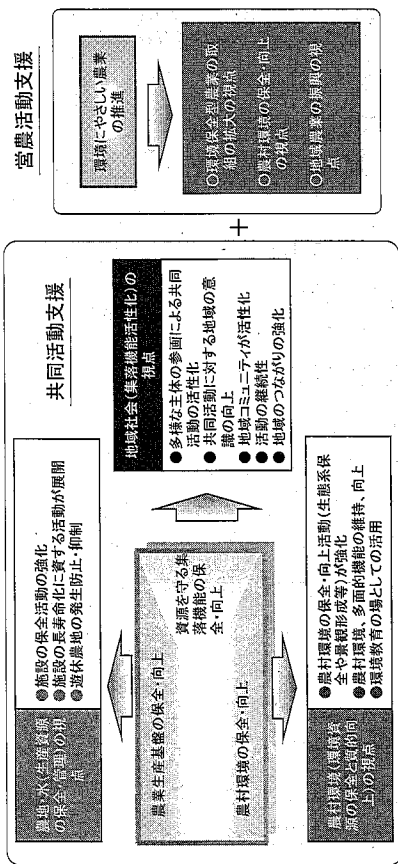 共同活動支援
農地・水(生産資源
の保全・管理)の視
点
●施設の保全活動の強化
●施設の長寿命化に資する活動が展開
●遊休農地の発生防止・抑制
農業生産基盤の保全・向上
資源を守る集
落機能の保
全・向上
農村環境の保全・向上
地域社会(集落機能活性化)の
視点
●多様な主体の参画による共同
活動の活性化
●共同活動に対する地域の意
識の向上
●地域コミュニティが活性化
●活動の継続性
●地域のつながりの強化
農村環境(環境資
源の保全と質的向
上)の視点
●農村環境の保全・向上活動(生態系保
全や景観形成等)が強化
●農村環境、多面的機能の維持、向上
●環境教育の場としての活用
+
営農活動支援
環境にやさしい農業
の推進
○環境保全型農業の取
組の拡大の視点
○農村環境の保全・向上
の視点
○地域農業の振興の視
点